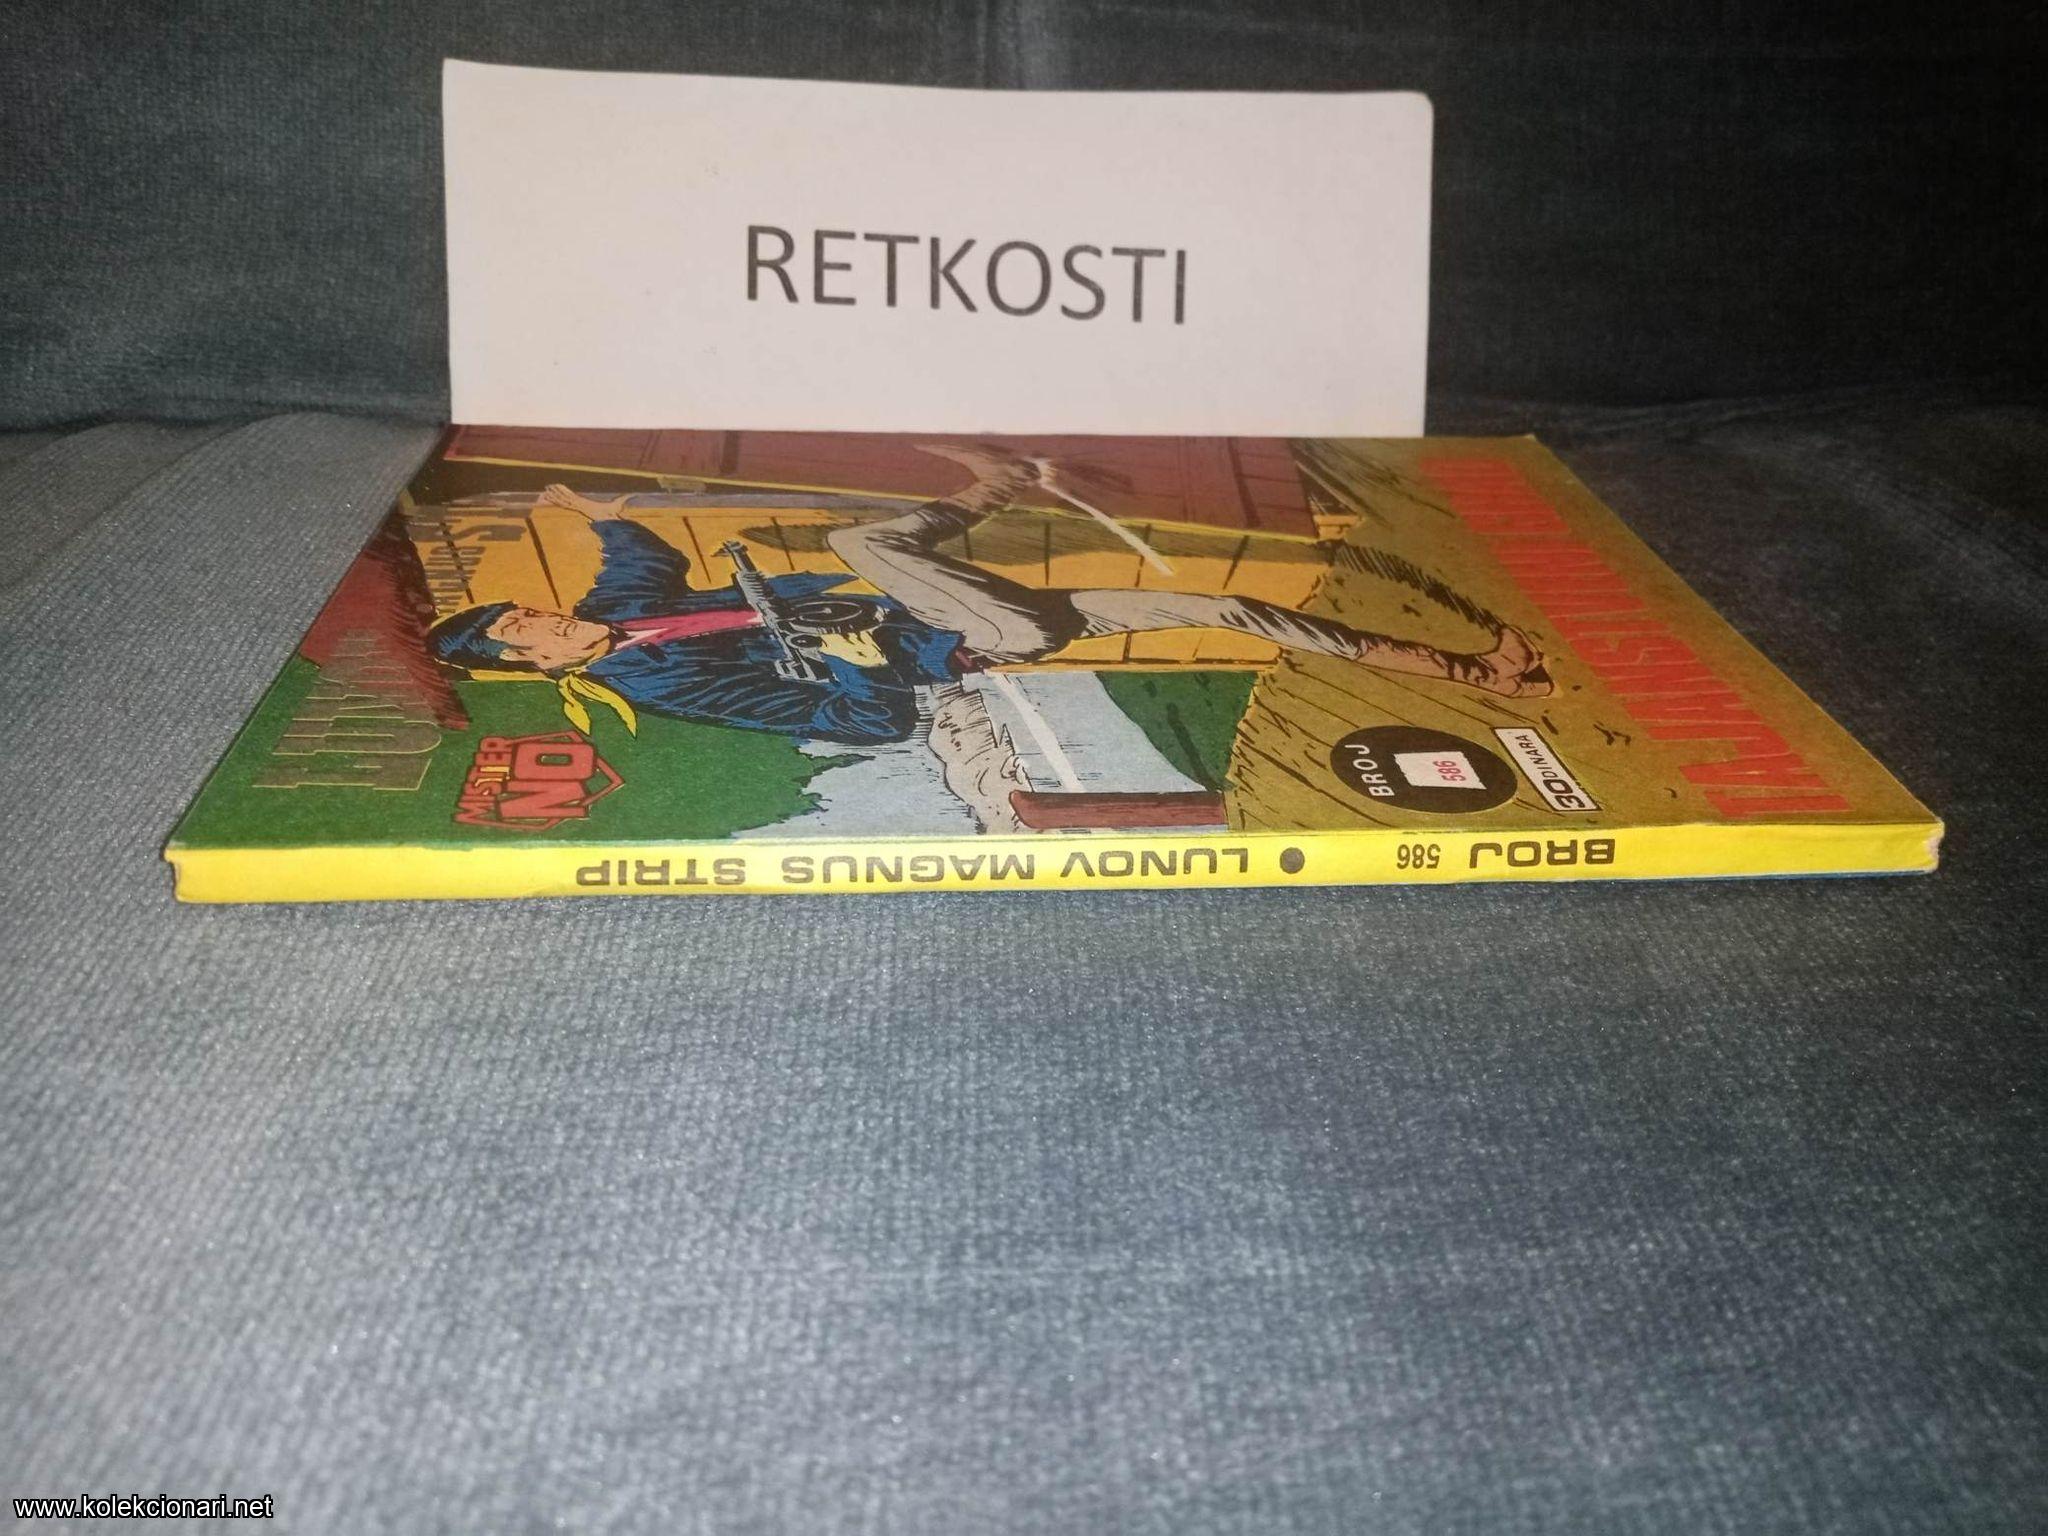 RETKOSTI
MISTER
NO
BROJ
586
30 DINARA
BROJ 586 ● LUNOV MAGNUS STRIP
www.kolekcionari.net